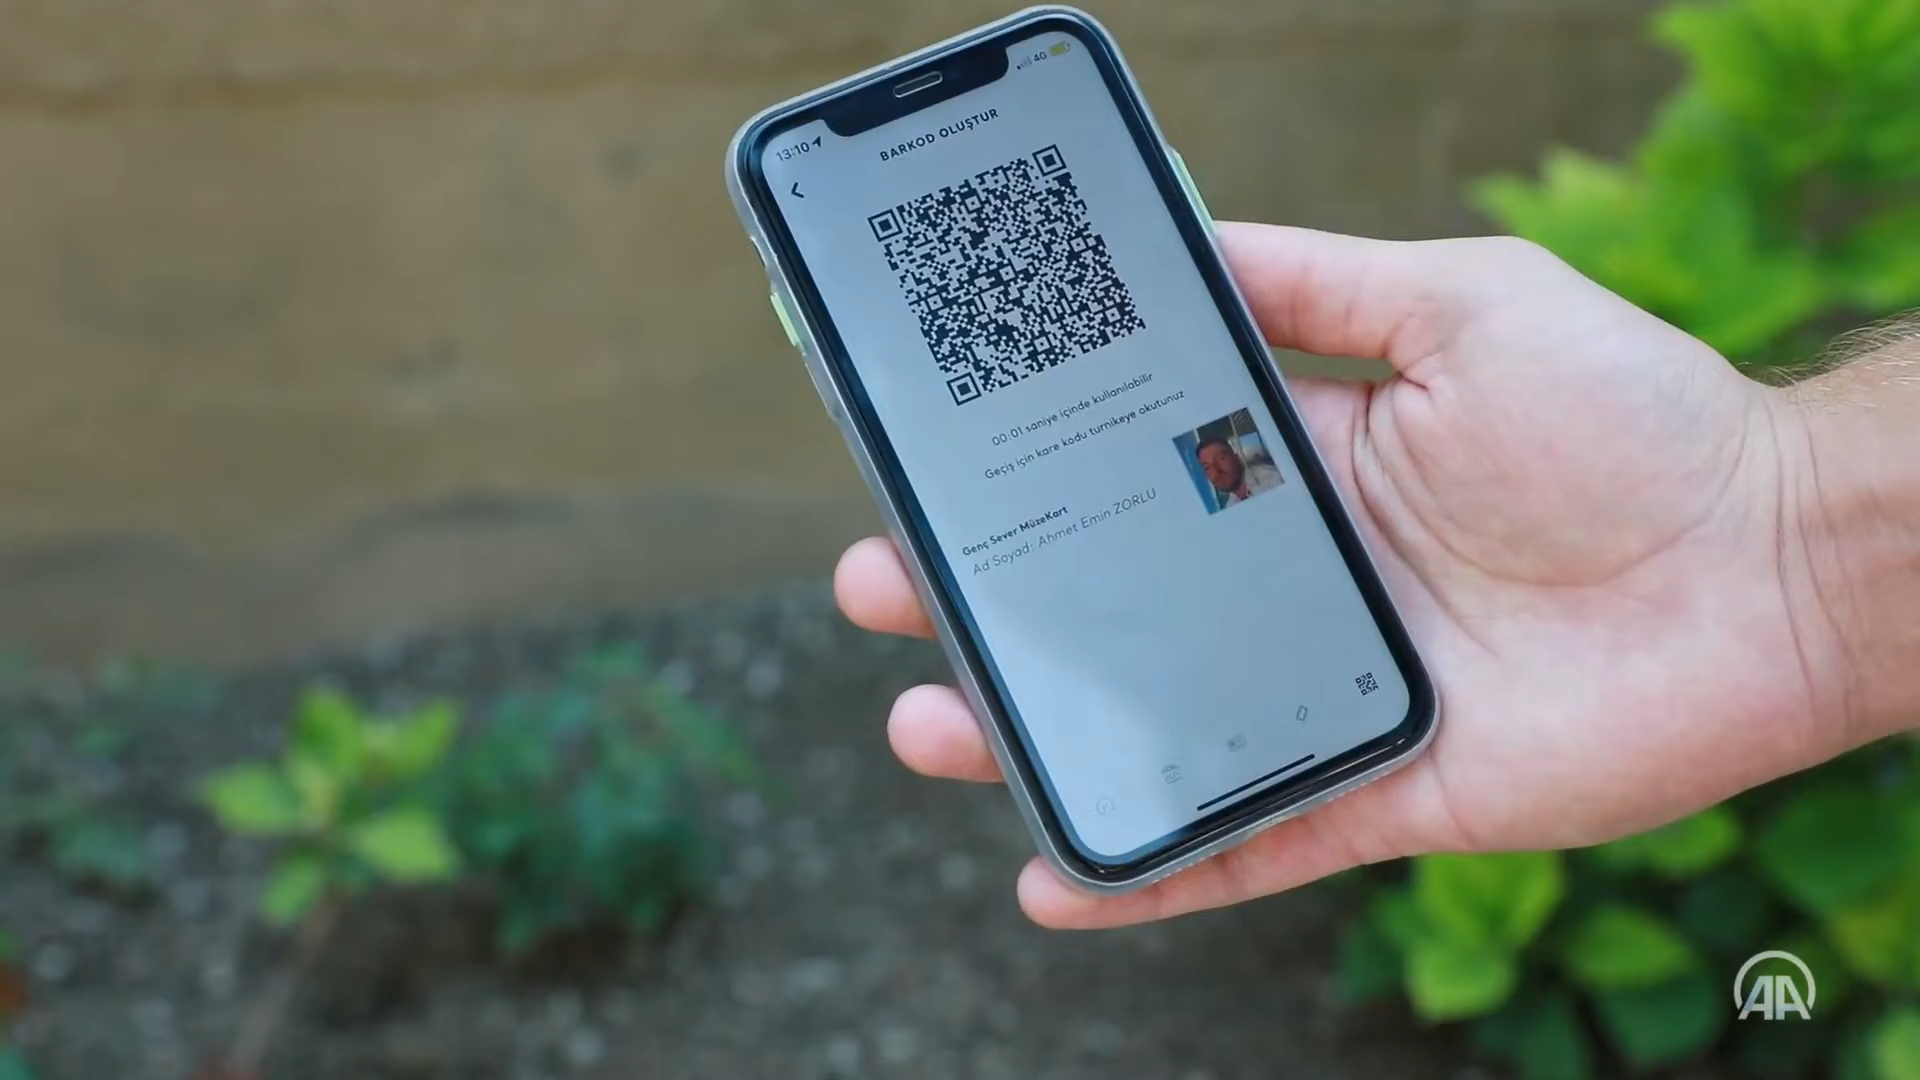 4G
13:10
BARKOD OLUŞTUR
00:01 saniye içinde kullanılabilir
Geçiş için kare kodu turnikeye okutunuz
Genç Sever MüzeKart
Ad Soyad: Ahmet Emin ZORLU
AA